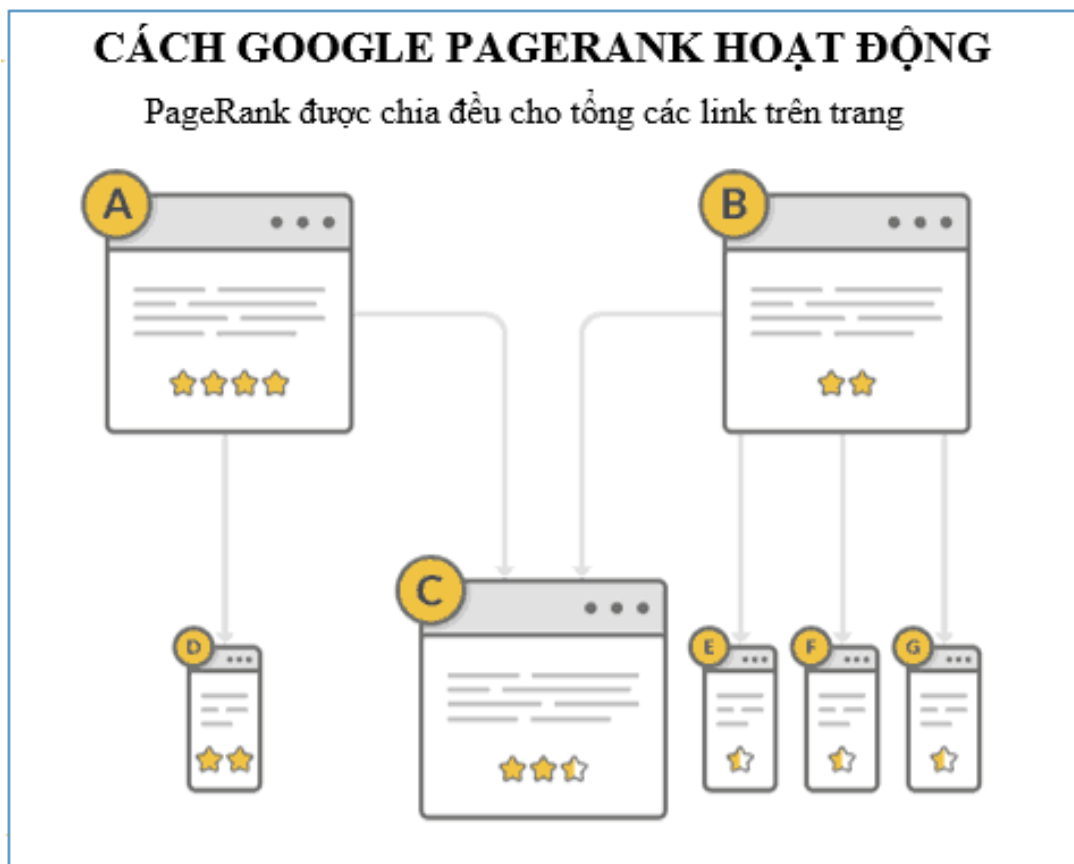 CÁCH GOOGLE PAGERANK HOẠT ĐỘNG
PageRank được chia đều cho tổng các link trên trang
A
B
C
D
E
F
G